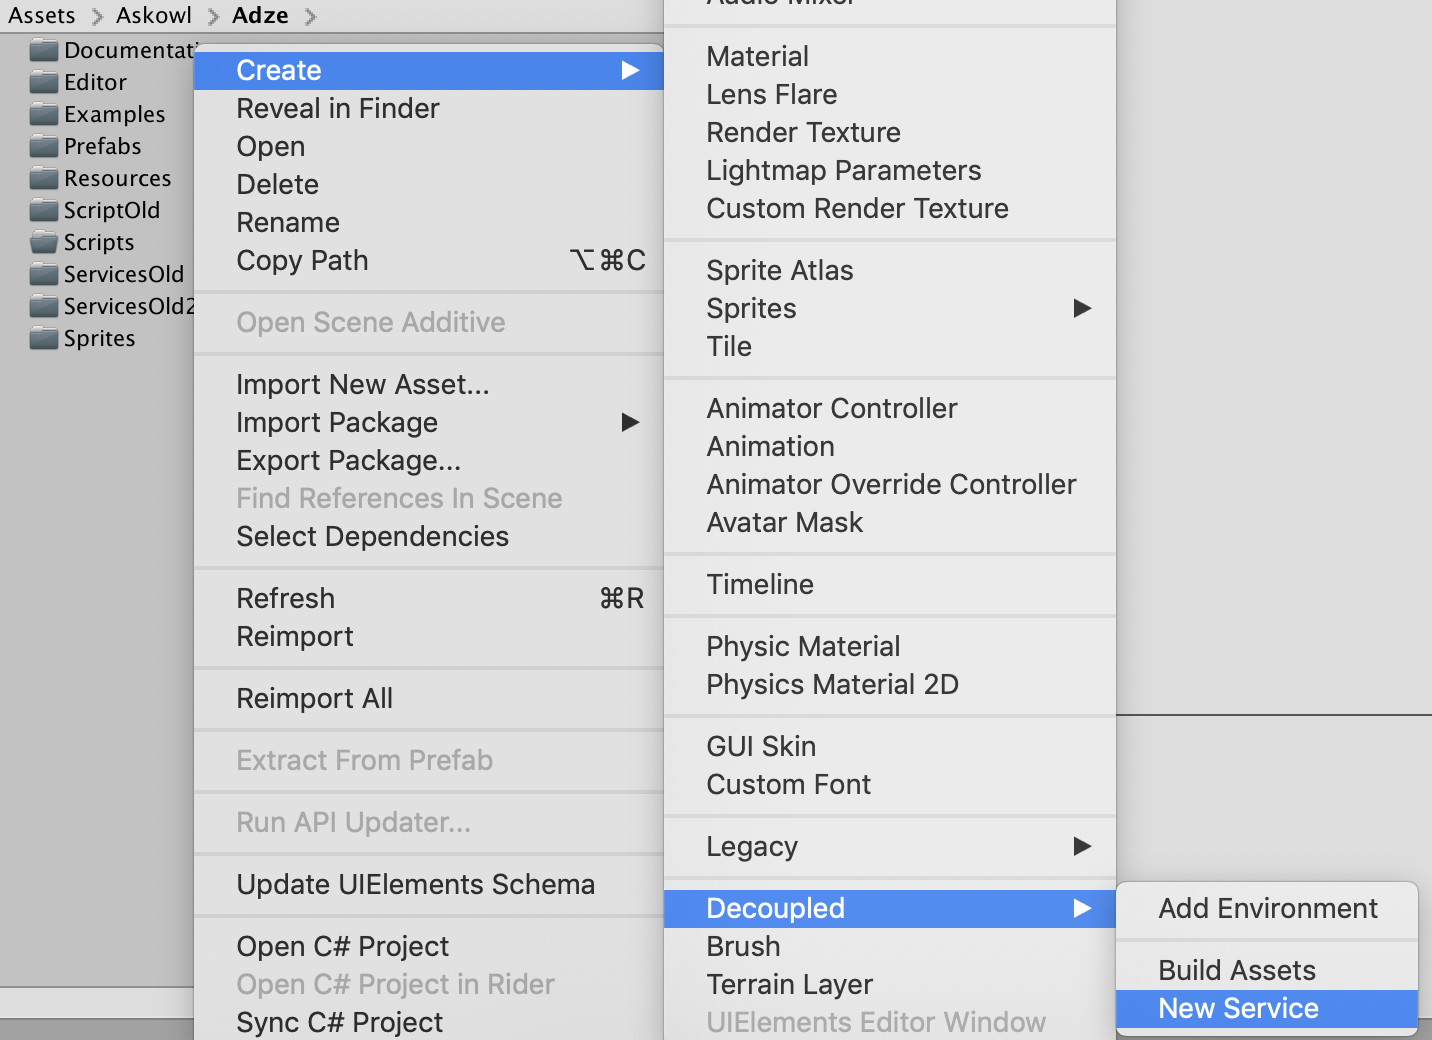 Assets > Askowl > Adze >
Documentati
Editor
Examples
Prefabs
Resources
ScriptOld
Scripts
ServicesOld
ServicesOld2
Sprites
Create
Reveal in Finder
Open
Delete
Rename
Copy Path ⌥⌘C
Open Scene Additive
Import New Asset...
Import Package
Export Package...
Find References In Scene
Select Dependencies
Refresh ⌘R
Reimport
Reimport All
Extract From Prefab
Run API Updater...
Update UIElements Schema
Open C# Project
Open C# Project in Rider
Sync C# Project
Audio Mixer
Material
Lens Flare
Render Texture
Lightmap Parameters
Custom Render Texture
Sprite Atlas
Sprites
Tile
Animator Controller
Animation
Animator Override Controller
Avatar Mask
Timeline
Physic Material
Physics Material 2D
GUI Skin
Custom Font
Legacy
Decoupled
Brush
Terrain Layer
UIElements Editor Window
Add Environment
Build Assets
New Service